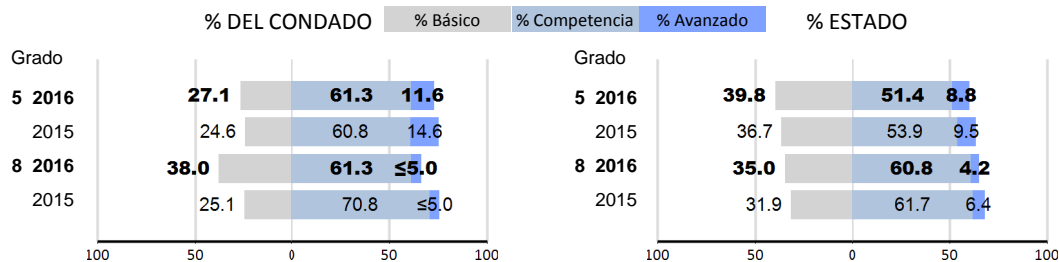 % DEL CONDADO % Básico % Competencia % Avanzado % ESTADO
Grado Grado
5 2016 27.1 61.3 11.6 5 2016 39.8 51.4 8.8
2015 24.6 60.8 14.6 2015 36.7 53.9 9.5
8 2016 38.0 61.3 ≤5.0 8 2016 35.0 60.8 4.2
2015 25.1 70.8 ≤5.0 2015 31.9 61.7 6.4
100 50 0 50 100 100 50 0 50 100